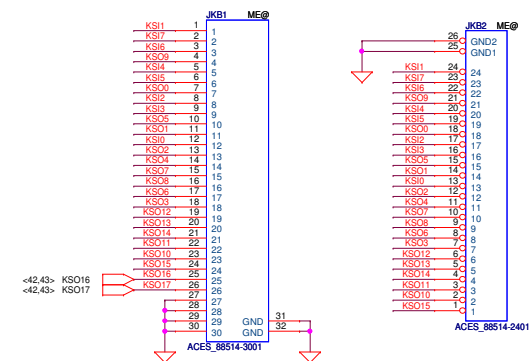 JKB1 ME@
KSI1 1 1
KSI7 2 2
KSI6 3 3
KSO9 4 4
KSI4 5 5
KSI5 6 6
KSO0 7 7
KSI2 8 8
KSI3 9 9
KSO5 10 10
KSO1 11 11
KSI0 12 12
KSO2 13 13
KSO4 14 14
KSO7 15 15
KSO8 16 16
KSO6 17 17
KSO3 18 18
KSO12 19 19
KSO13 20 20
KSO14 21 21
KSO11 22 22
KSO10 23 23
KSO15 24 24
<42,43> KSO16 KSO16 25 25
<42,43> KSO17 KSO17 26 26
27 27
28 28
29 29 GND 31
30 30 GND 32
ACES_88514-3001
JKB2 ME@
26 GND2
25 GND1
KSI1 24 24
KSI7 23 23
KSI6 22 22
KSO9 21 21
KSI4 20 20
KSI5 19 19
KSO0 18 18
KSI2 17 17
KSI3 16 16
KSO5 15 15
KSO1 14 14
KSI0 13 13
KSO2 12 12
KSO4 11 11
KSO7 10 10
KSO8 9 9
KSO6 8 8
KSO3 7 7
KSO12 6 6
KSO13 5 5
KSO14 4 4
KSO11 3 3
KSO10 2 2
KSO15 1 1
ACES_88514-2401